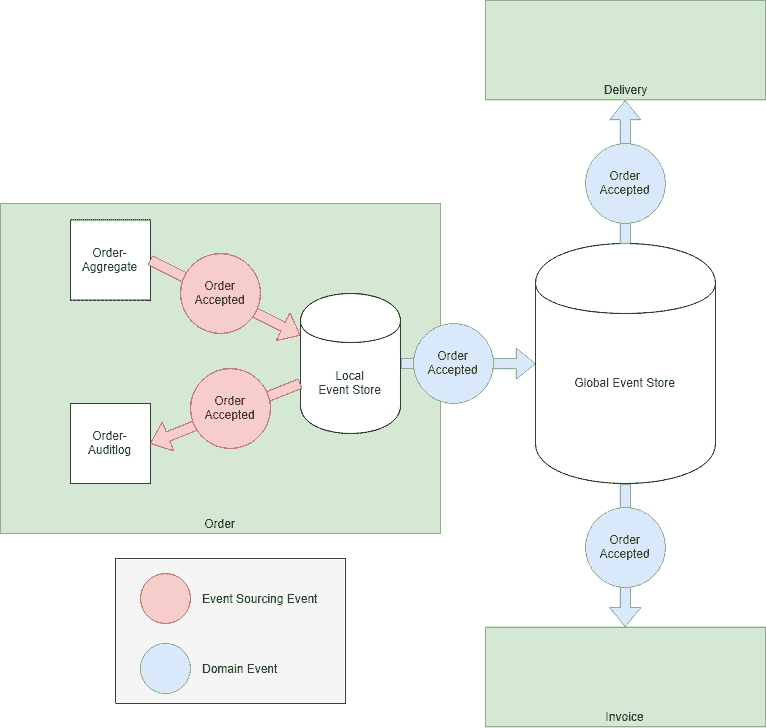 Delivery
Order
Accepted
Order-
Aggregate
Order
Accepted
Local
Event Store
Order
Accepted
Global Event Store
Order
Accepted
Order-
Auditlog
Order
Order
Accepted
Event Sourcing Event
Domain Event
Invoice